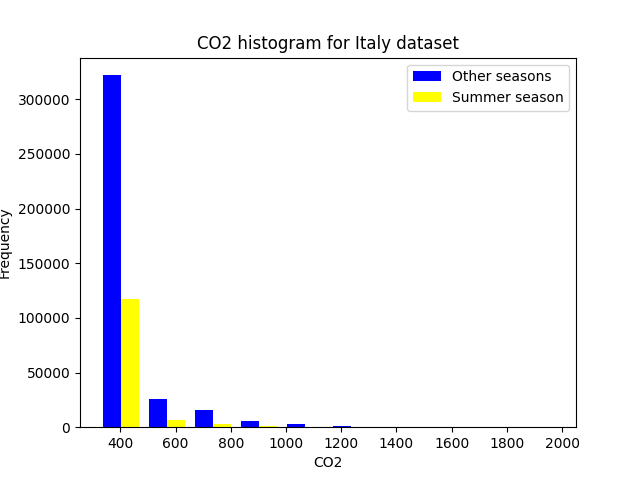 CO2 histogram for Italy dataset
Other seasons
Summer season
300000
250000
200000
150000
100000
50000
0
Frequency
400 600 800 1000 1200 1400 1600 1800 2000
CO2